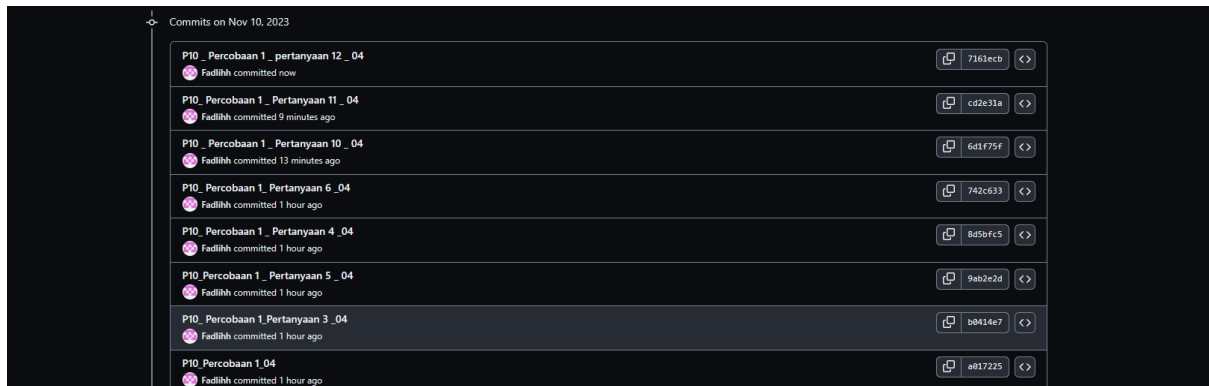 Commits on Nov 10, 2023
P10 _ Percobaan 1 _ pertanyaan 12 _ 04
7161ecb
Fadlihh committed now
P10_ Percobaan 1 _ Pertanyaan 11 _ 04
cd2e31a
Fadlihh committed 9 minutes ago
P10 _ Percobaan 1 _ Pertanyaan 10 _ 04
6d1f75f
Fadlihh committed 13 minutes ago
P10_ Percobaan 1_ Pertanyaan 6 _04
742c633
Fadlihh committed 1 hour ago
P10_ Percobaan 1 _ Pertanyaan 4 _04
8d5bfc5
Fadlihh committed 1 hour ago
P10_Percobaan 1 _ Pertanyaan 5 _ 04
9ab2e2d
Fadlihh committed 1 hour ago
P10_ Percobaan 1_Pertanyaan 3 _04
b0414e7
Fadlihh committed 1 hour ago
P10_Percobaan 1_04
a017225
Fadlihh committed 1 hour ago